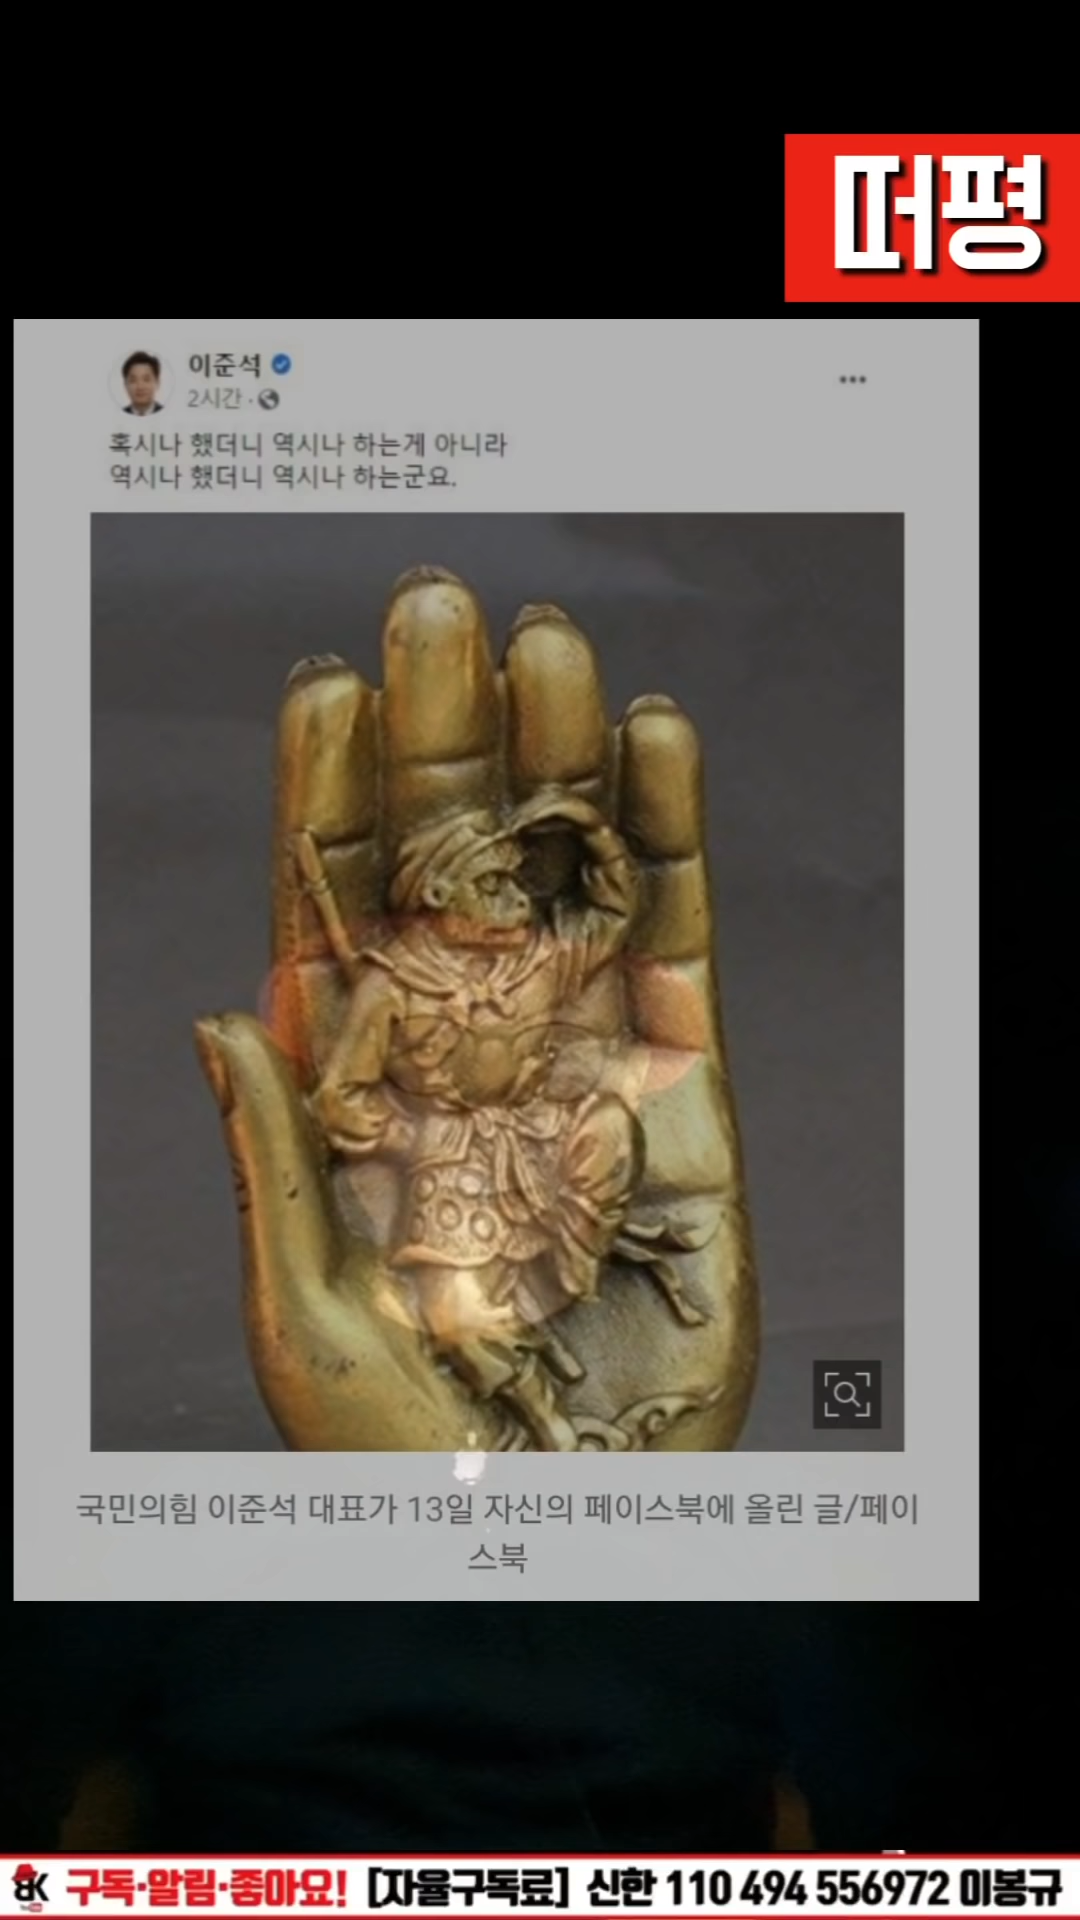 떠평
이준석
2시간 ·
혹시나 했더니 역시나 하는게 아니라
역시나 했더니 역시나 하는군요.
국민의힘 이준석 대표가 13일 자신의 페이스북에 올린 글/페이
스북
BK 구독·알림·좋아요! [자율구독료] 신한 110 494 556972 이봉규